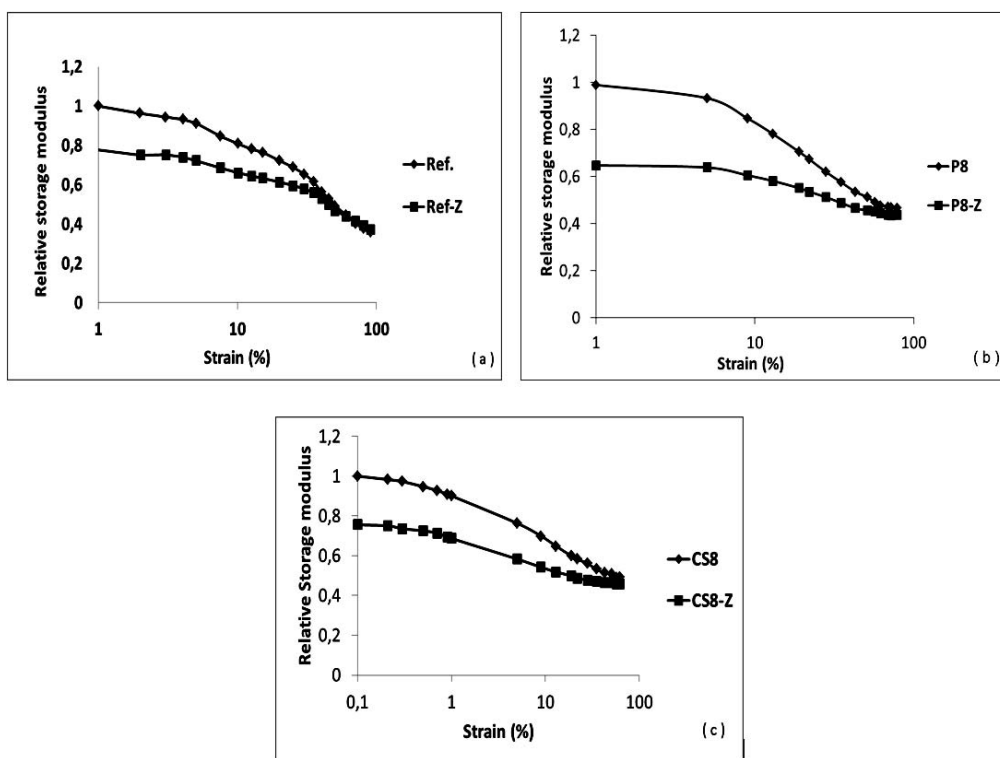 1,2
1
0,8
0,6
0,4
0,2
0
Relative storage modulus
1 10 100
Strain (%)
Ref.
Ref-Z
( a )
1,2
1
0,8
0,6
0,4
0,2
0
Relative storage modulus
1 10 100
Strain (%)
P8
P8-Z
( b )
1,2
1
0,8
0,6
0,4
0,2
0
Relative Storage modulus
0,1 1 10 100
Strain (%)
CS8
CS8-Z
( c )